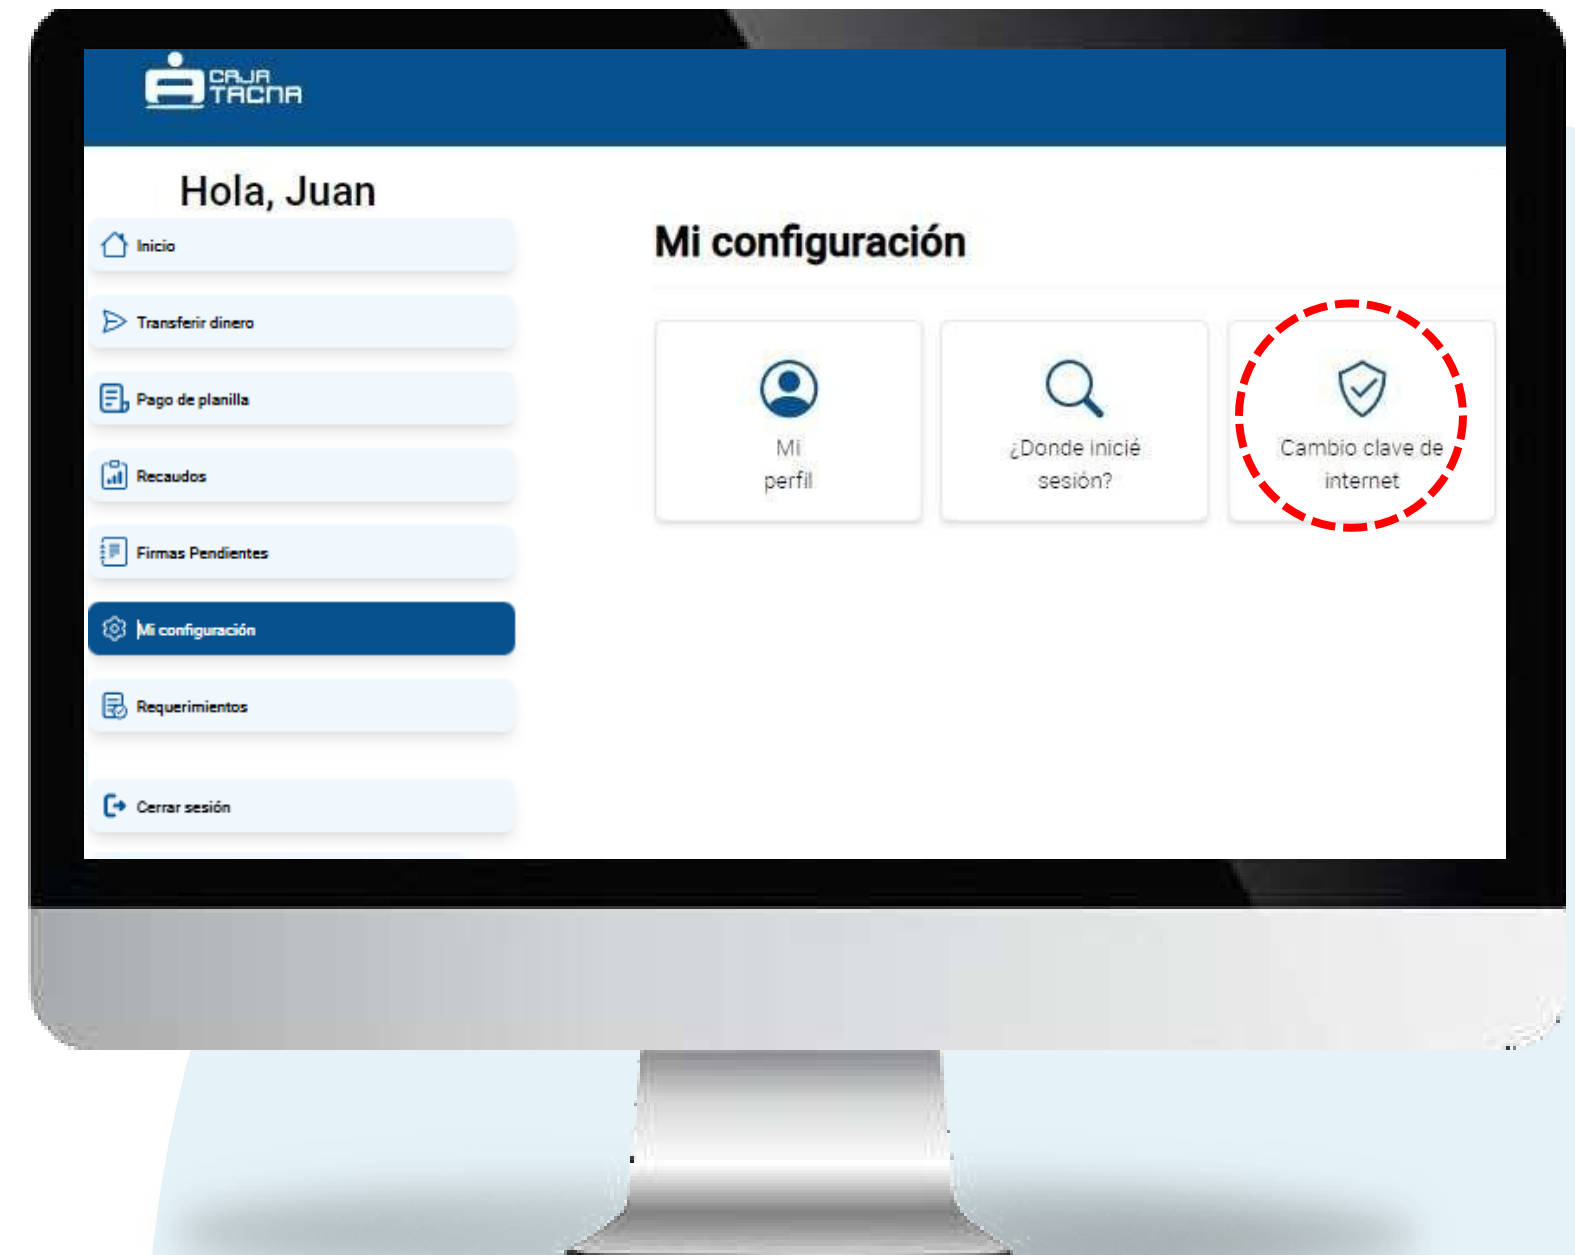 CAJA
TACNA
Hola, Juan
Inicio
Transferir dinero
Pago de planilla
Recaudos
Firmas Pendientes
Mi configuración
Requerimientos
Cerrar sesión
Mi configuración
Mi
perfil
¿Donde inicié
sesión?
Cambio clave de
internet